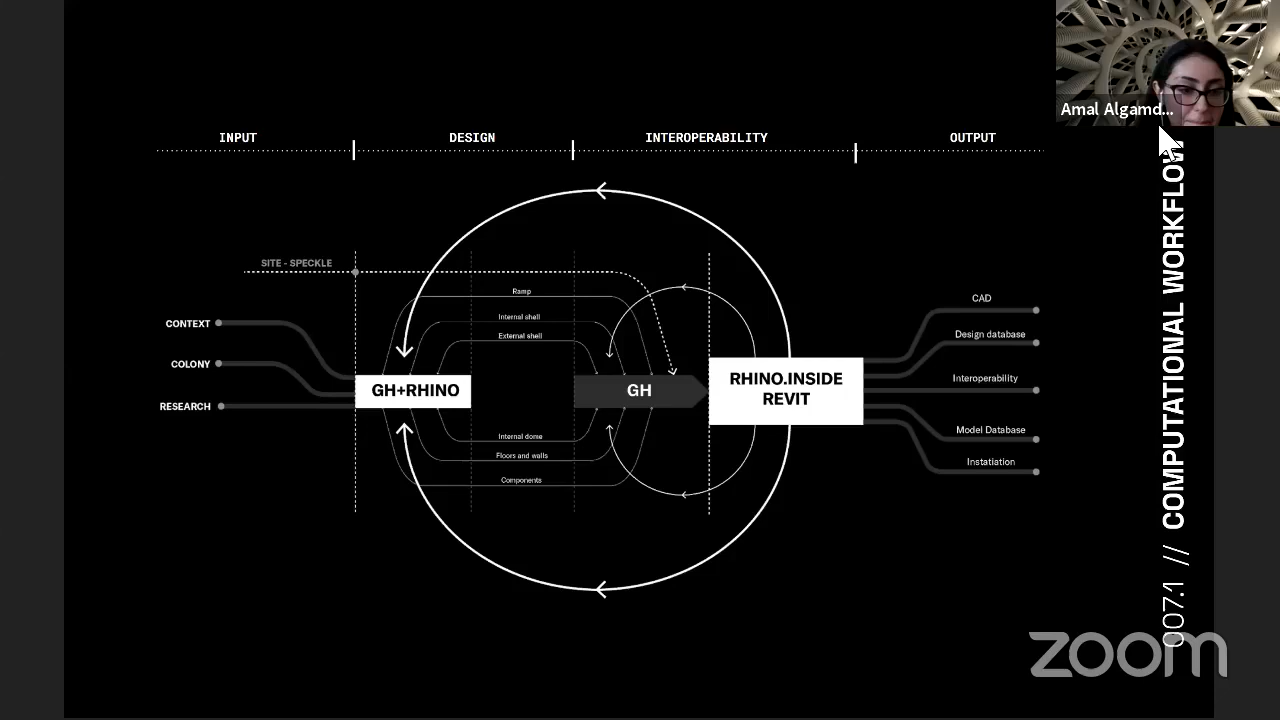 Amal Algamd...
INPUT
DESIGN
INTEROPERABILITY
OUTPUT
SITE - SPECKLE
Ramp
Internal shell
External shell
CONTEXT
COLONY
RESEARCH
GH+RHINO
GH
RHINO.INSIDE
REVIT
Internal dome
Floors and walls
Components
CAD
Design database
Interoperability
Model Database
Instatiation
007.1 // COMPUTATIONAL WORKFLOW
zoom